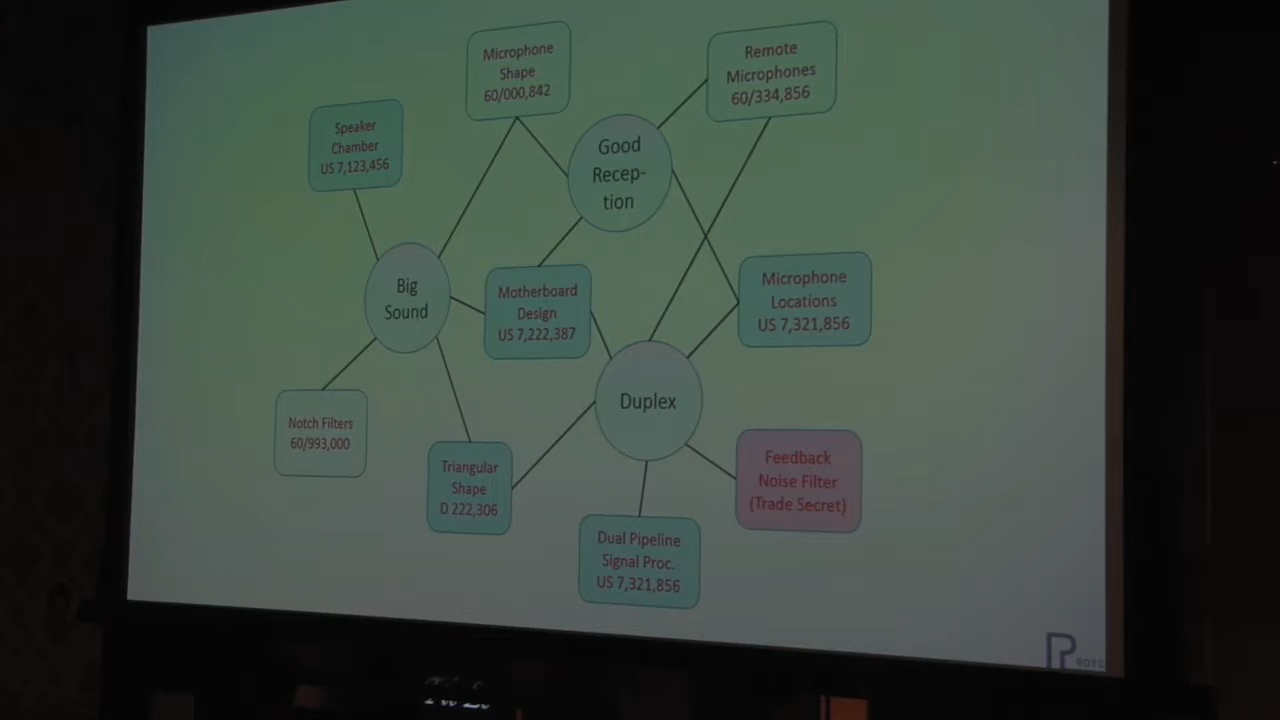 Microphone
Shape
60/000,842
Remote
Microphones
60/334,856
Speaker
Chamber
US 7,123,456
Good
Recep-
tion
Big
Sound
Motherboard
Design
US 7,222,387
Microphone
Locations
US 7,321,856
Duplex
Notch Filters
60/993,000
Triangular
Shape
D 222,306
Feedback
Noise Filter
(Trade Secret)
Dual Pipeline
Signal Proc.
US 7,321,856
ROYS